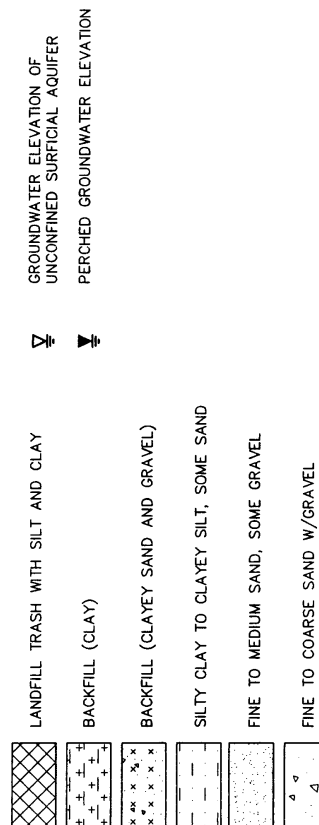 LANDFILL TRASH WITH SILT AND CLAY
BACKFILL (CLAY)
BACKFILL (CLAYEY SAND AND GRAVEL)
SILTY CLAY TO CLAYEY SILT, SOME SAND
FINE TO MEDIUM SAND, SOME GRAVEL
FINE TO COARSE SAND W/GRAVEL
GROUNDWATER ELEVATION OF
UNCONFINED SURFICIAL AQUIFER
PERCHED GROUNDWATER ELEVATION